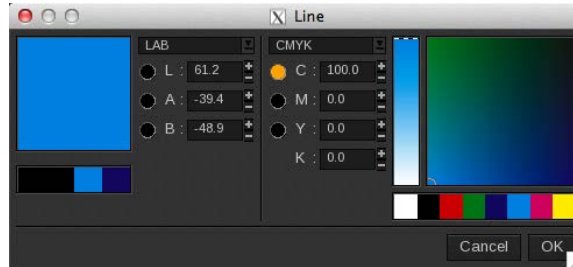 X Line
LAB CMYK
L : 61.2 C : 100.0
A : -39.4 M : 0.0
B : -48.9 Y : 0.0
K : 0.0
Cancel OK